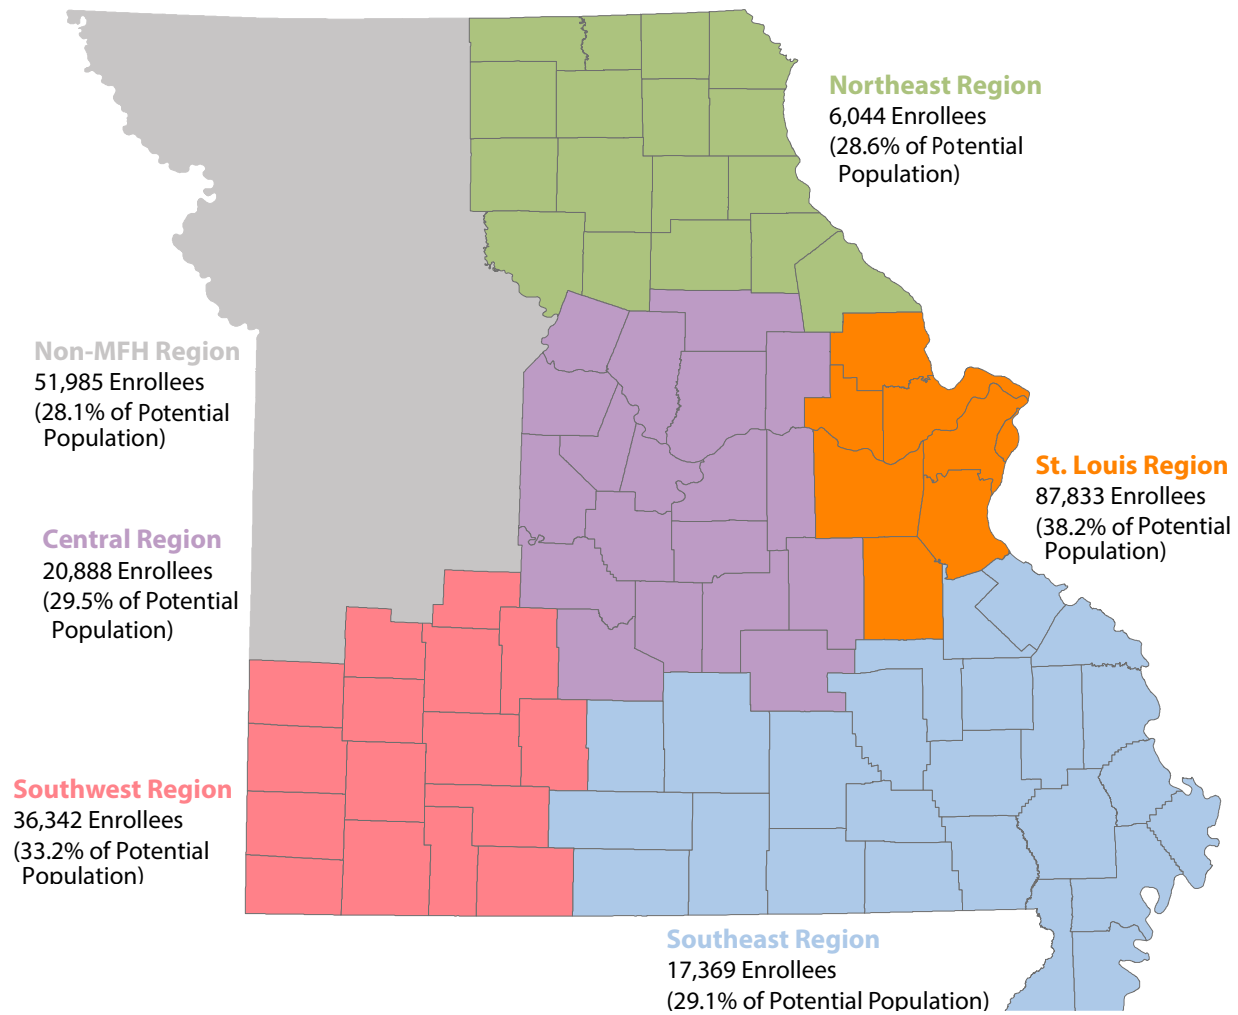 Northeast Region
6,044 Enrollees
(28.6% of Potential
Population)
Non-MFH Region
51,985 Enrollees
(28.1% of Potential
Population)
St. Louis Region
87,833 Enrollees
(38.2% of Potential
Population)
Central Region
20,888 Enrollees
(29.5% of Potential
Population)
Southwest Region
36,342 Enrollees
(33.2% of Potential
Population)
Southeast Region
17,369 Enrollees
(29.1% of Potential Population)